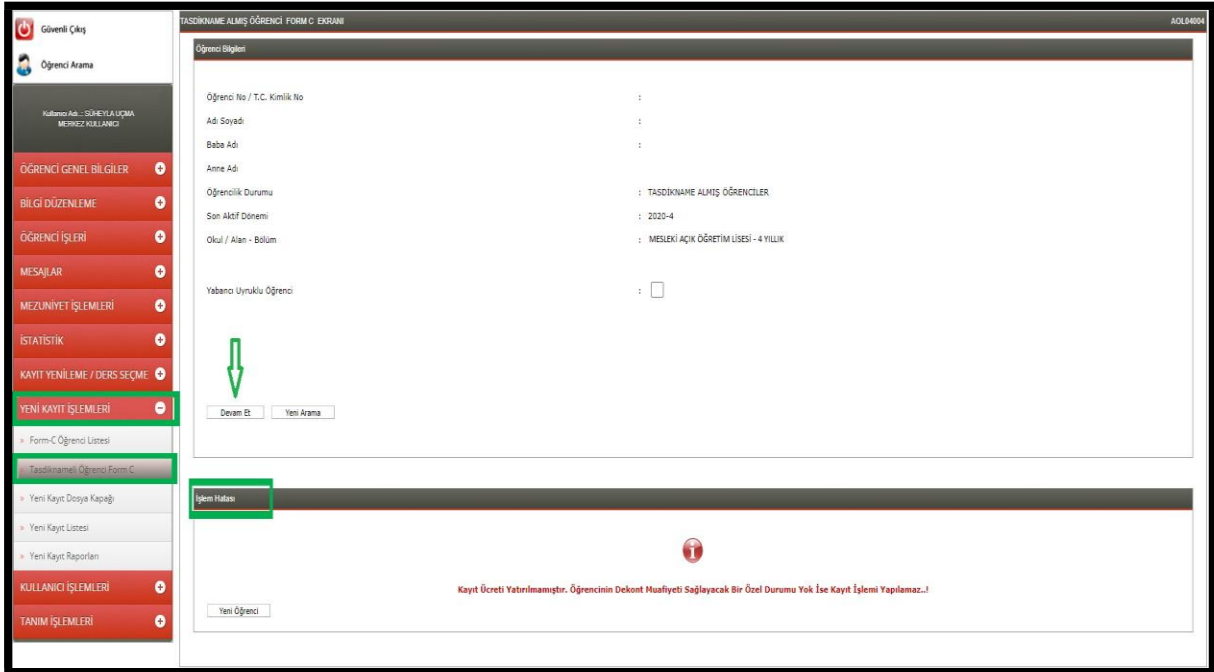 Güvenli Çıkış
Öğrenci Arama
Kullanıcı Adı.: SÜHEYLA UÇMA
MERKEZ KULLANICI
ÖĞRENCİ GENEL BİLGİLER
BİLGİ DÜZENLEME
ÖĞRENCİ İŞLERİ
MESAJLAR
MEZUNİYET İŞLEMLERİ
İSTATİSTİK
KAYIT YENİLEME / DERS SEÇME
YENİ KAYIT İŞLEMLERİ
» Form-C Öğrenci Listesi
» Tasdiknameli Öğrenci Form C
» Yeni Kayıt Dosya Kapağı
» Yeni Kayıt Listesi
» Yeni Kayıt Raporları
KULLANICI İŞLEMLERİ
TANIM İŞLEMLERİ
TASDİKNAME ALMIŞ ÖĞRENCİ FORM C EKRANI AOL04004
Öğrenci Bilgileri
Öğrenci No / T.C. Kimlik No :
Adı Soyadı :
Baba Adı :
Anne Adı
Öğrencilik Durumu : TASDİKNAME ALMIŞ ÖĞRENCİLER
Son Aktif Dönemi : 2020-4
Okul / Alan - Bölüm : MESLEKİ AÇIK ÖĞRETİM LİSESİ - 4 YILLIK
Yabancı Uyruklu Öğrenci :
Devam Et Yeni Arama
İşlem Hatası
Kayıt Ücreti Yatırılmamıştır. Öğrencinin Dekont Muafiyeti Sağlayacak Bir Özel Durumu Yok İse Kayıt İşlemi Yapılamaz..!
Yeni Öğrenci